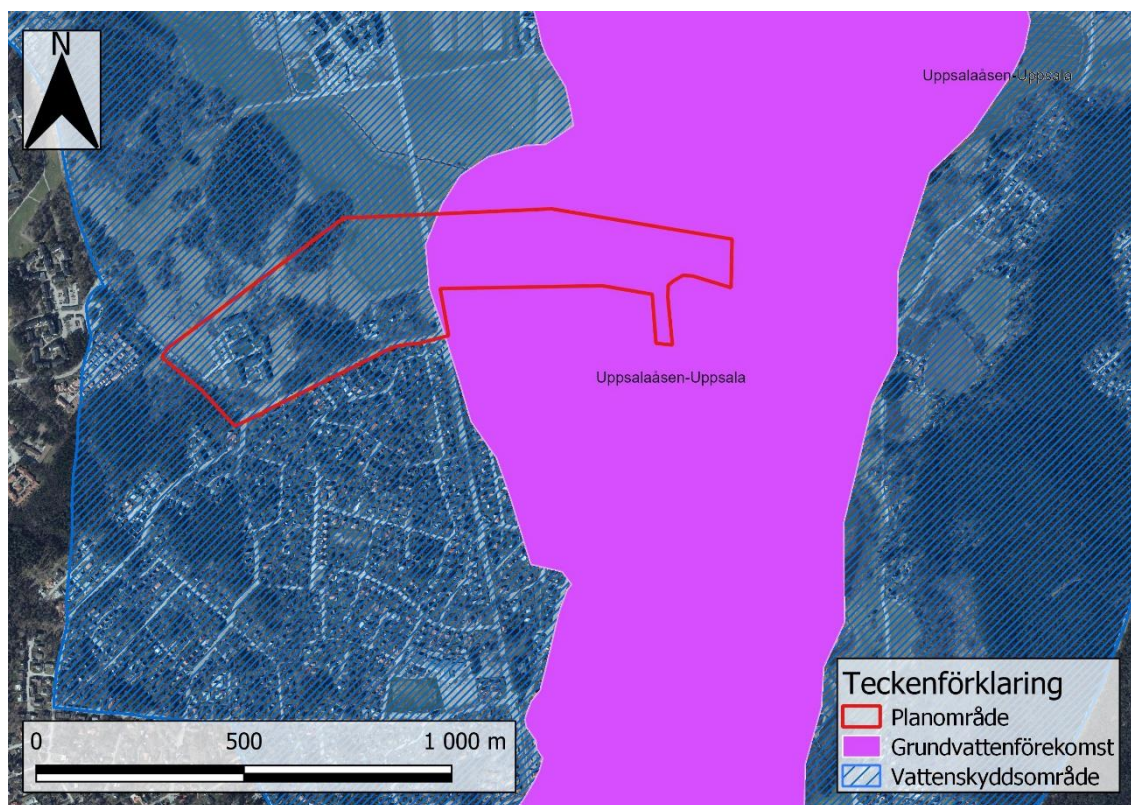 N
Uppsalaåsen-Uppsala
Uppsalaåsen-Uppsala
0 500 1 000 m
Teckenförklaring
Planområde
Grundvattenförekomst
Vattenskyddsområde